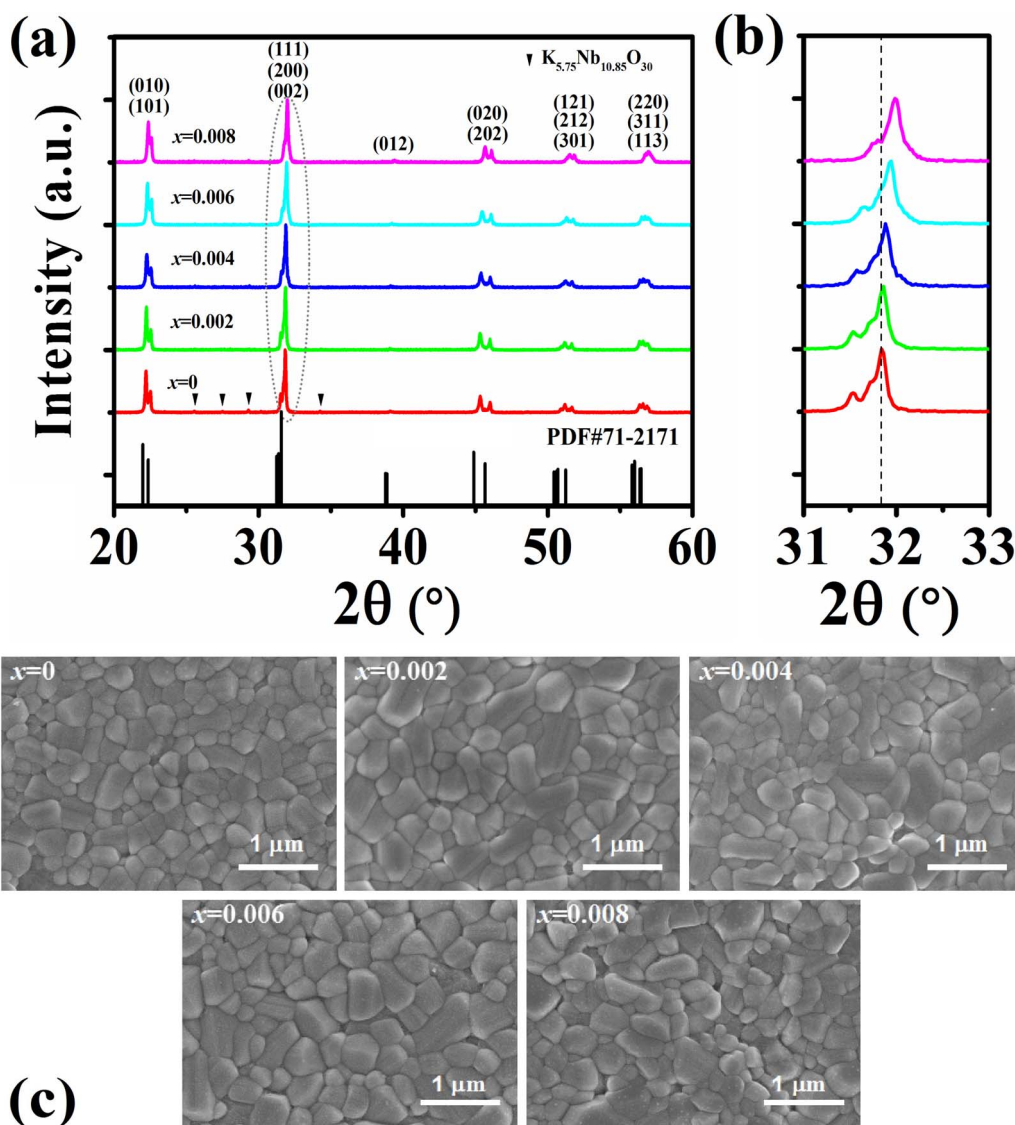 (a)
(b)
(010)
(101)
(111)
(200)
(002)
K5.75Nb10.85O30
(012)
(020)
(202)
(121)
(212)
(301)
(220)
(311)
(113)
x=0.008
x=0.006
x=0.004
x=0.002
x=0
PDF#71-2171
Intensity (a.u.)
20 30 40 50 60
2θ (°)
31 32 33
2θ (°)
x=0
1 μm
x=0.002
1 μm
x=0.004
1 μm
x=0.006
1 μm
x=0.008
1 μm
(c)